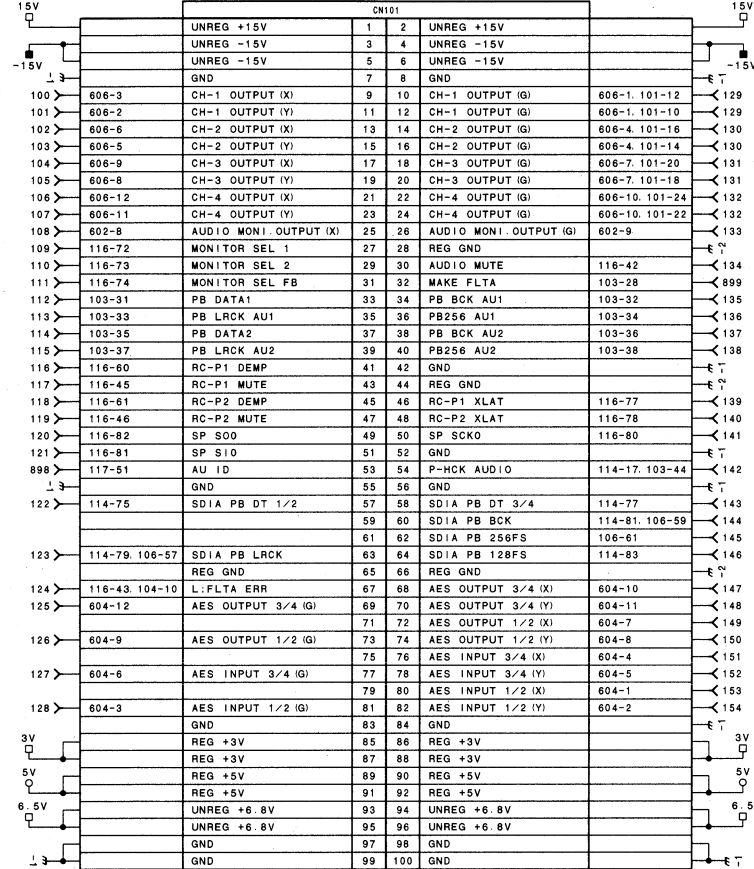 15V CN101 15V
UNREG +15V 1 2 UNREG +15V
UNREG -15V 3 4 UNREG -15V
-15V UNREG -15V 5 6 UNREG -15V -15V
1 GND 7 8 GND 1
100 606-3 CH-1 OUTPUT (X) 9 10 CH-1 OUTPUT (G) 606-1. 101-12 129
101 606-2 CH-1 OUTPUT (Y) 11 12 CH-1 OUTPUT (G) 606-1. 101-10 129
102 606-6 CH-2 OUTPUT (X) 13 14 CH-2 OUTPUT (G) 606-4. 101-16 130
103 606-5 CH-2 OUTPUT (Y) 15 16 CH-2 OUTPUT (G) 606-4. 101-14 130
104 606-9 CH-3 OUTPUT (X) 17 18 CH-3 OUTPUT (G) 606-7. 101-20 131
105 606-8 CH-3 OUTPUT (Y) 19 20 CH-3 OUTPUT (G) 606-7. 101-18 131
106 606-12 CH-4 OUTPUT (X) 21 22 CH-4 OUTPUT (G) 606-10. 101-24 132
107 606-11 CH-4 OUTPUT (Y) 23 24 CH-4 OUTPUT (G) 606-10. 101-22 132
108 602-8 AUDIO MONI.OUTPUT (X) 25 26 AUDIO MONI.OUTPUT (G) 602-9 133
109 116-72 MONITOR SEL 1 27 28 REG GND 2
110 116-73 MONITOR SEL 2 29 30 AUDIO MUTE 116-42 134
111 116-74 MONITOR SEL FB 31 32 MAKE FLTA 103-28 899
112 103-31 PB DATA1 33 34 PB BCK AU1 103-32 135
113 103-33 PB LRCK AU1 35 36 PB256 AU1 103-34 136
114 103-35 PB DATA2 37 38 PB BCK AU2 103-36 137
115 103-37 PB LRCK AU2 39 40 PB256 AU2 103-38 138
116 116-60 RC-P1 DEMP 41 42 GND 1
117 116-45 RC-P1 MUTE 43 44 REG GND 2
118 116-61 RC-P2 DEMP 45 46 RC-P1 XLAT 116-77 139
119 116-46 RC-P2 MUTE 47 48 RC-P2 XLAT 116-78 140
120 116-82 SP SO0 49 50 SP SCK0 116-80 141
121 116-81 SP SI0 51 52 GND 1
898 117-51 AU ID 53 54 P-HCK AUDIO 114-17. 103-44 142
1 GND 55 56 GND 1
122 114-75 SDIA PB DT 1/2 57 58 SDIA PB DT 3/4 114-77 143
59 60 SDIA PB BCK 114-81. 106-59 144
61 62 SDIA PB 256FS 106-61 145
123 114-79. 106-57 SDIA PB LRCK 63 64 SDIA PB 128FS 114-83 146
REG GND 65 66 REG GND 2
124 116-43. 104-10 L:FLTA ERR 67 68 AES OUTPUT 3/4 (X) 604-10 147
125 604-12 AES OUTPUT 3/4 (G) 69 70 AES OUTPUT 3/4 (Y) 604-11 148
71 72 AES OUTPUT 1/2 (X) 604-7 149
126 604-9 AES OUTPUT 1/2 (G) 73 74 AES OUTPUT 1/2 (Y) 604-8 150
75 76 AES INPUT 3/4 (X) 604-4 151
127 604-6 AES INPUT 3/4 (G) 77 78 AES INPUT 3/4 (Y) 604-5 152
79 80 AES INPUT 1/2 (X) 604-1 153
128 604-3 AES INPUT 1/2 (G) 81 82 AES INPUT 1/2 (Y) 604-2 154
GND 83 84 GND 1
3V REG +3V 85 86 REG +3V 3V
REG +3V 87 88 REG +3V
5V REG +5V 89 90 REG +5V 5V
REG +5V 91 92 REG +5V
6.5V UNREG +6.8V 93 94 UNREG +6.8V 6.5
UNREG +6.8V 95 96 UNREG +6.8V
GND 97 98 GND
1 GND 99 100 GND 1